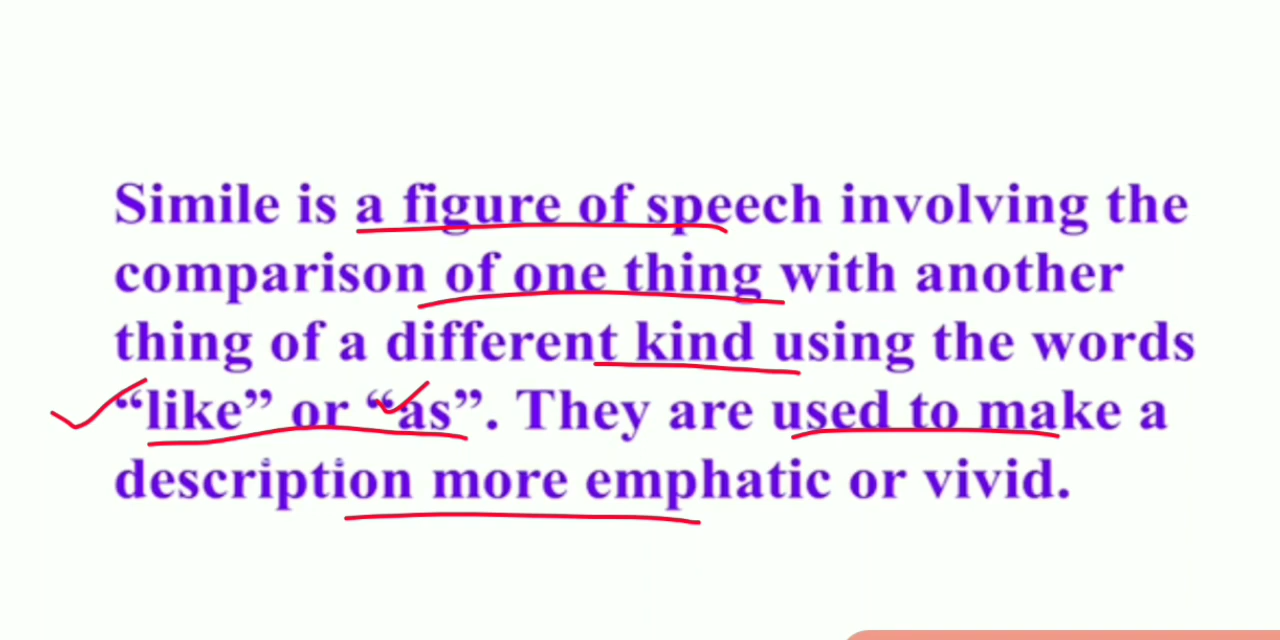 Simile is a figure of speech involving the
comparison of one thing with another
thing of a different kind using the words
“like” or “as”. They are used to make a
description more emphatic or vivid.